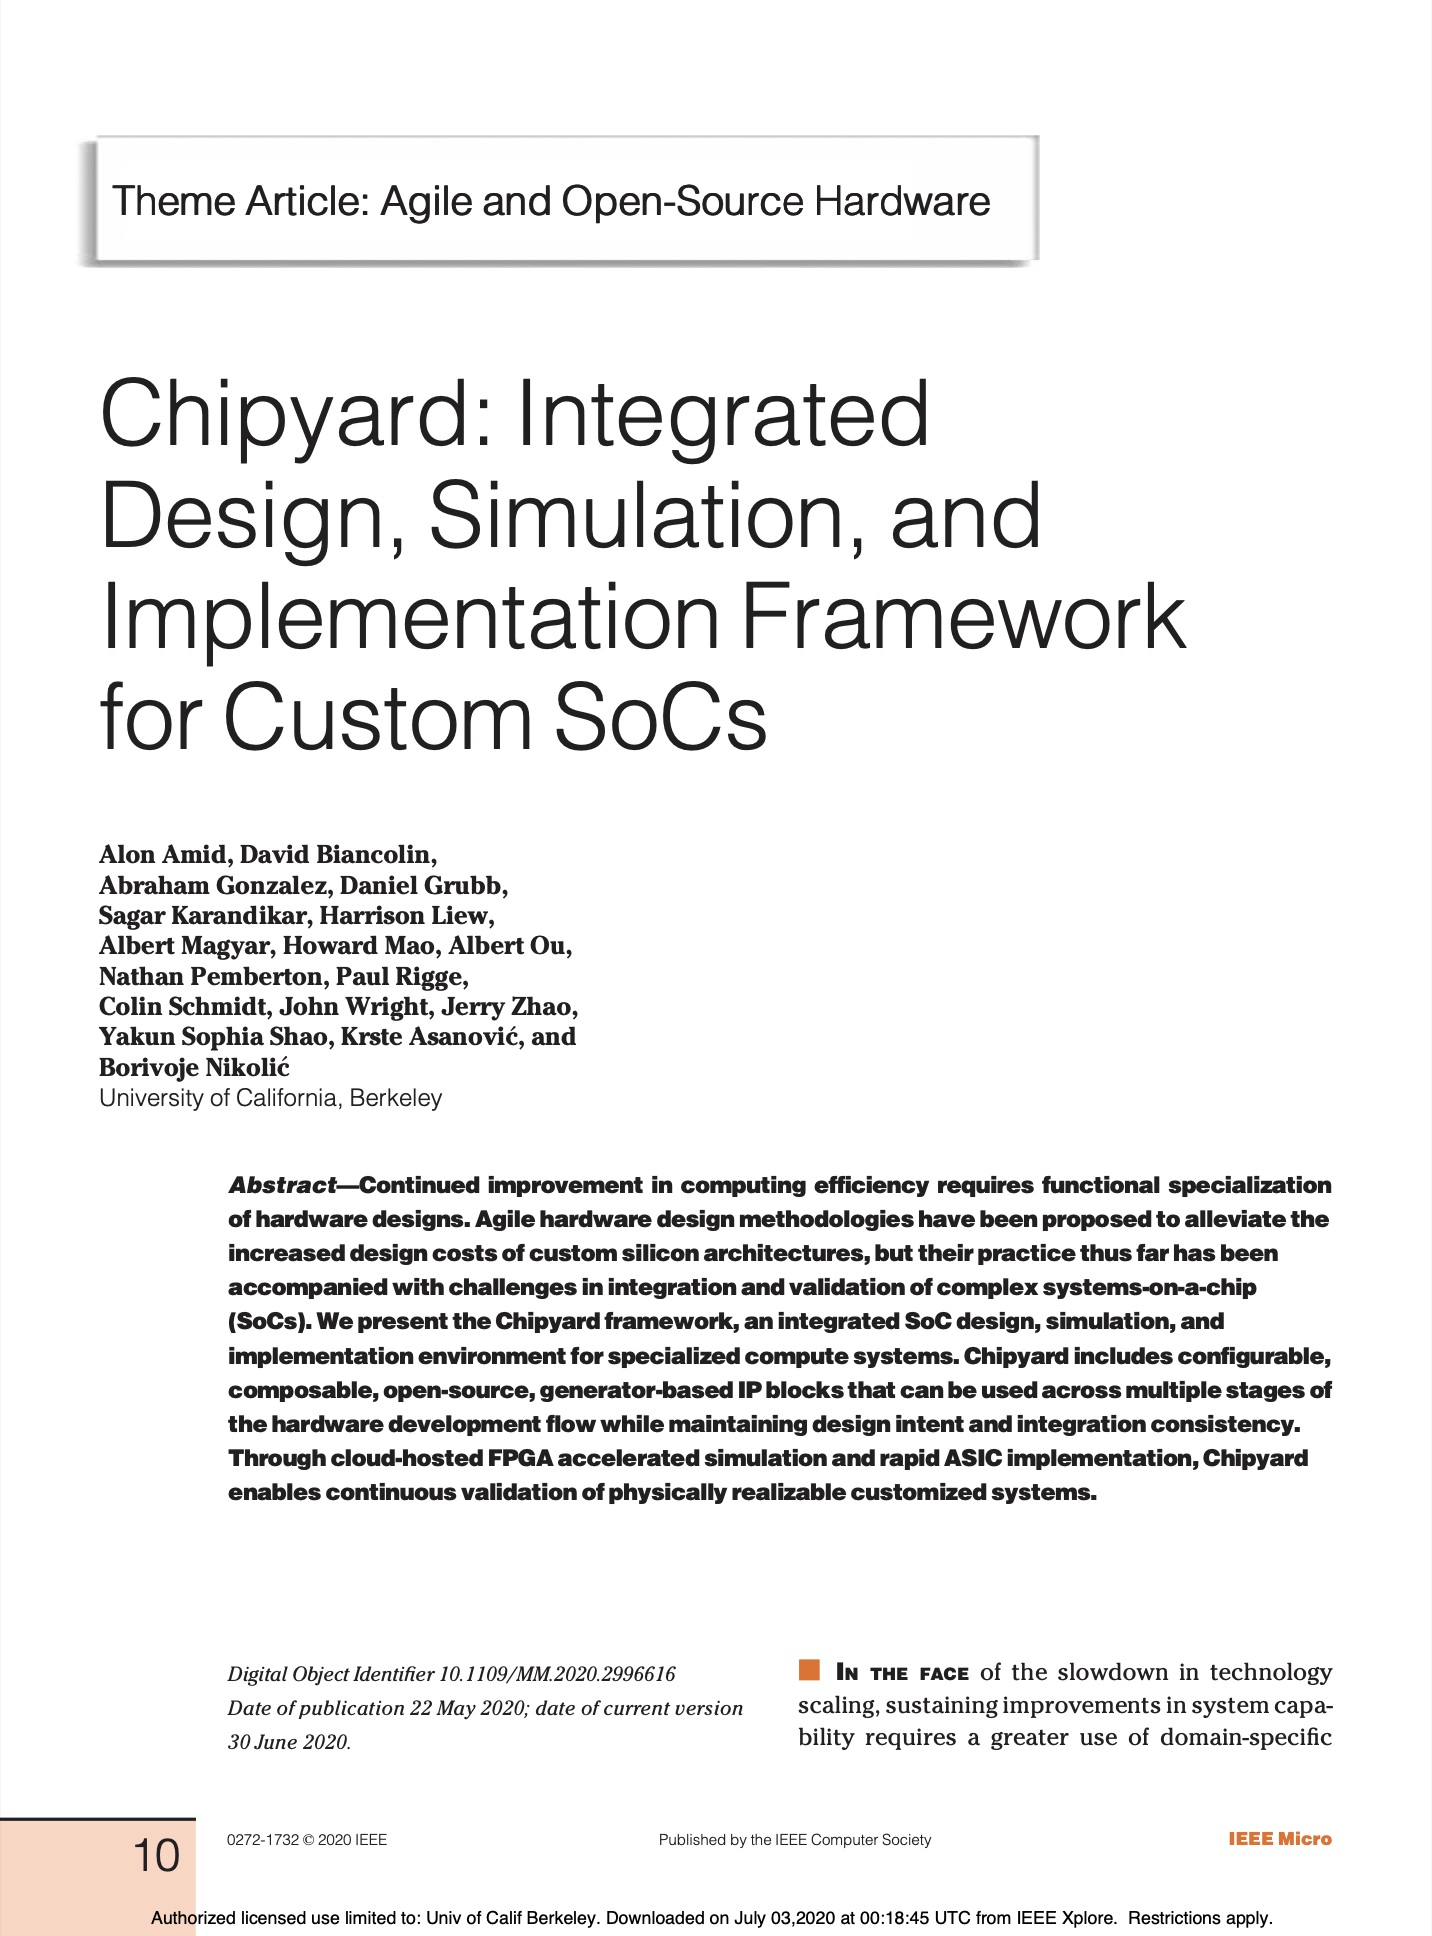 Theme Article: Agile and Open-Source Hardware
Chipyard: Integrated
Design, Simulation, and
Implementation Framework
for Custom SoCs
Alon Amid, David Biancolin,
Abraham Gonzalez, Daniel Grubb,
Sagar Karandikar, Harrison Liew,
Albert Magyar, Howard Mao, Albert Ou,
Nathan Pemberton, Paul Rigge,
Colin Schmidt, John Wright, Jerry Zhao,
Yakun Sophia Shao, Krste Asanović, and
Borivoje Nikolić
University of California, Berkeley
Abstract—Continued improvement in computing efficiency requires functional specialization
of hardware designs. Agile hardware design methodologies have been proposed to alleviate the
increased design costs of custom silicon architectures, but their practice thus far has been
accompanied with challenges in integration and validation of complex systems-on-a-chip
(SoCs). We present the Chipyard framework, an integrated SoC design, simulation, and
implementation environment for specialized compute systems. Chipyard includes configurable,
composable, open-source, generator-based IP blocks that can be used across multiple stages of
the hardware development flow while maintaining design intent and integration consistency.
Through cloud-hosted FPGA accelerated simulation and rapid ASIC implementation, Chipyard
enables continuous validation of physically realizable customized systems.
Digital Object Identifier 10.1109/MM.2020.2996616
Date of publication 22 May 2020; date of current version
30 June 2020.
IN THE FACE of the slowdown in technology
scaling, sustaining improvements in system capa-
bility requires a greater use of domain-specific
10
0272-1732 © 2020 IEEE
Published by the IEEE Computer Society
IEEE Micro
Authorized licensed use limited to: Univ of Calif Berkeley. Downloaded on July 03,2020 at 00:18:45 UTC from IEEE Xplore. Restrictions apply.